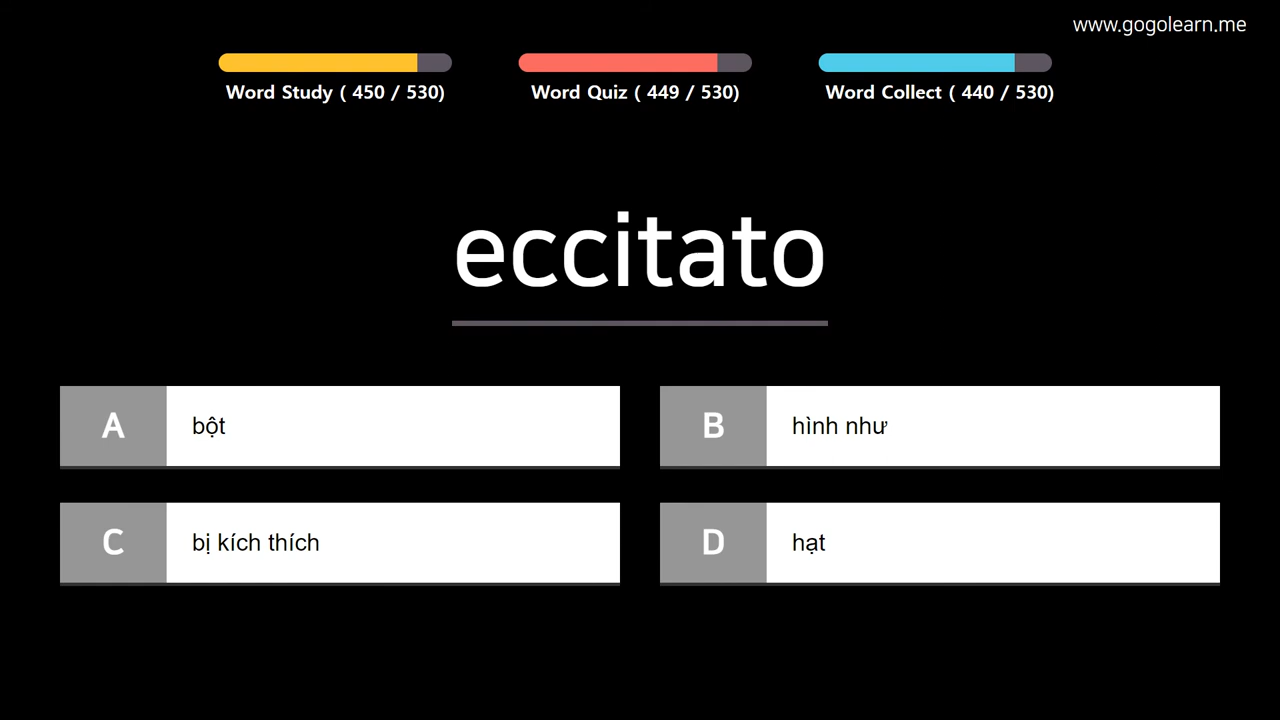 www.gogolearn.me
Word Study ( 450 / 530)
Word Quiz ( 449 / 530)
Word Collect ( 440 / 530)
eccitato
A bột
B hình như
C bị kích thích
D hạt